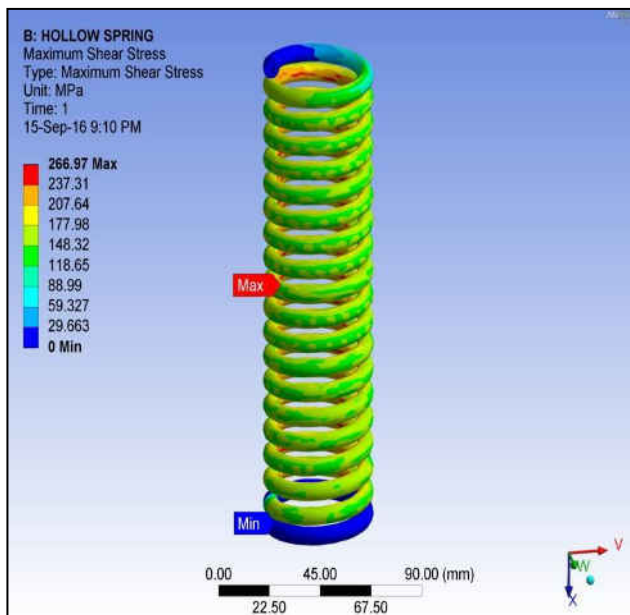 B: HOLLOW SPRING
Maximum Shear Stress
Type: Maximum Shear Stress
Unit: MPa
Time: 1
15-Sep-16 9:10 PM
266.97 Max
237.31
207.64
177.98
148.32
118.65
88.99
59.327
29.663
0 Min
Max
Min
0.00 45.00 90.00 (mm)
22.50 67.50
V
W
X